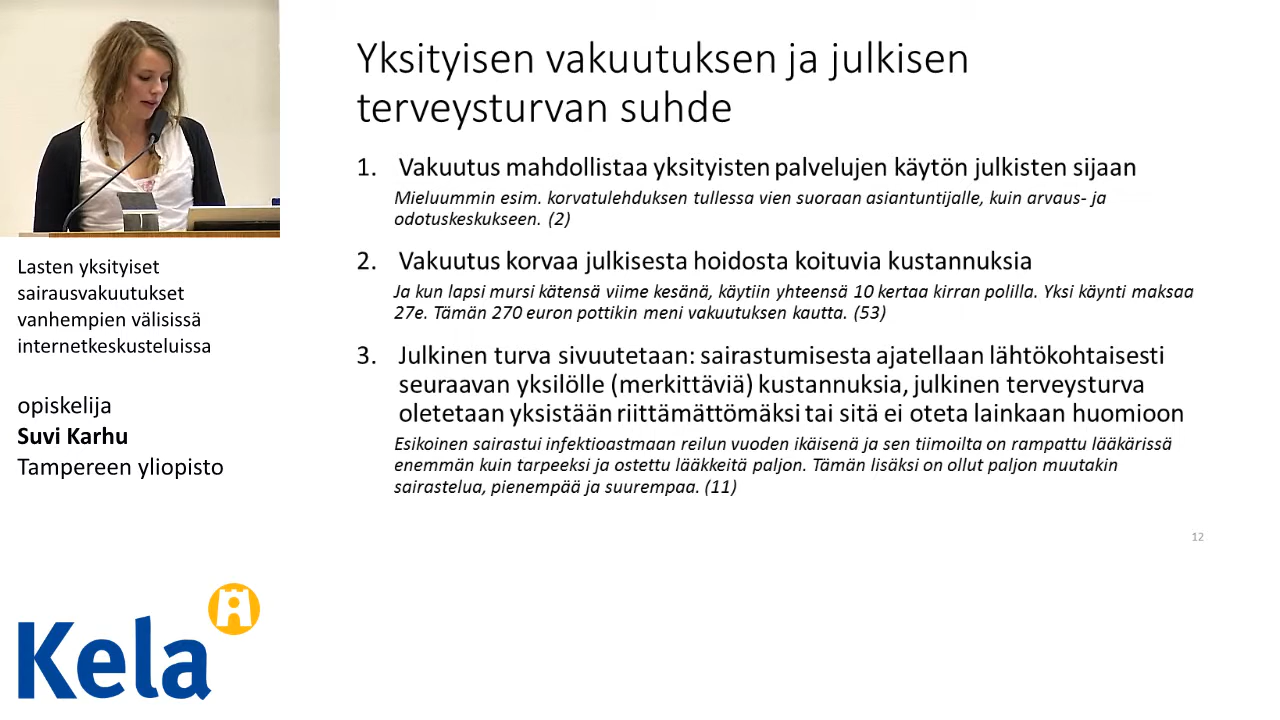 Yksityisen vakuutuksen ja julkisen
terveysturvan suhde
1. Vakuutus mahdollistaa yksityisten palvelujen käytön julkisten sijaan
Mieluummin esim. korvatulehduksen tullessa vien suoraan asiantuntijalle, kuin arvaus- ja
odotuskeskukseen. (2)
2. Vakuutus korvaa julkisesta hoidosta koituvia kustannuksia
Ja kun lapsi mursi kätensä viime kesänä, käytiin yhteensä 10 kertaa kirran polilla. Yksi käynti maksaa
27e. Tämän 270 euron pottikin meni vakuutuksen kautta. (53)
3. Julkinen turva sivuutetaan: sairastumisesta ajatellaan lähtökohtaisesti
seuraavan yksilölle (merkittäviä) kustannuksia, julkinen terveysturva
oletetaan yksistään riittämättömäksi tai sitä ei oteta lainkaan huomioon
Esikoinen sairastui infektioastmaan reilun vuoden ikäisenä ja sen tiimoilta on rampattu lääkärissä
enemmän kuin tarpeeksi ja ostettu lääkkeitä paljon. Tämän lisäksi on ollut paljon muutakin
sairastelua, pienempää ja suurempaa. (11)
12
Lasten yksityiset
sairausvakuutukset
vanhempien välisissä
internetkeskusteluissa
opiskelija
Suvi Karhu
Tampereen yliopisto
Kela